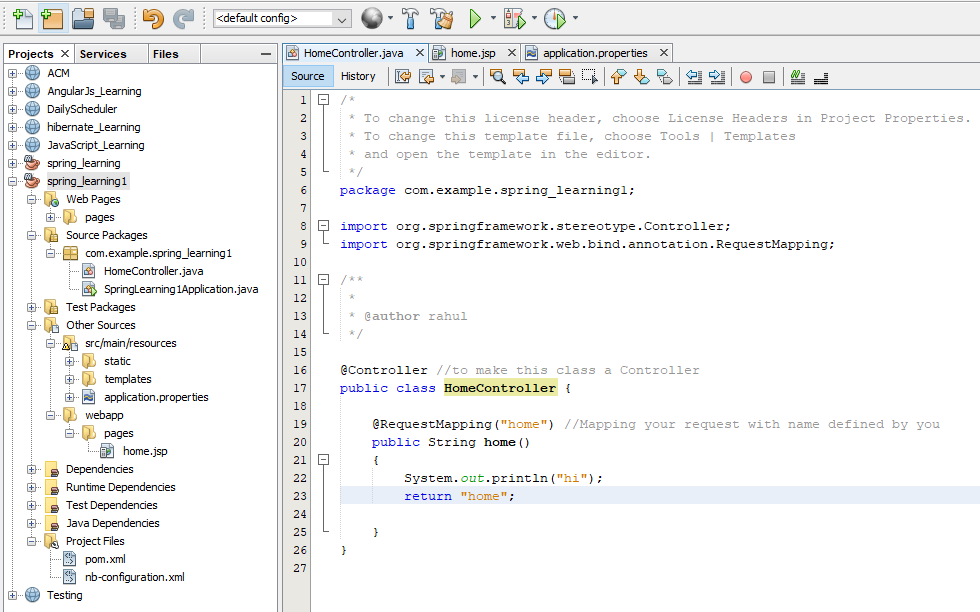 <default config>
Projects
Services
Files
ACM
AngularJs_Learning
DailyScheduler
hibernate_Learning
JavaScript_Learning
spring_learning
spring_learning1
Web Pages
pages
Source Packages
com.example.spring_learning1
HomeController.java
SpringLearning1Application.java
Test Packages
Other Sources
src/main/resources
static
templates
application.properties
webapp
pages
home.jsp
Dependencies
Runtime Dependencies
Test Dependencies
Java Dependencies
Project Files
pom.xml
nb-configuration.xml
Testing
HomeController.java
home.jsp
application.properties
Source
History
1 /*
2 * To change this license header, choose License Headers in Project Properties.
3 * To change this template file, choose Tools | Templates
4 * and open the template in the editor.
5 */
6 package com.example.spring_learning1;
7
8 import org.springframework.stereotype.Controller;
9 import org.springframework.web.bind.annotation.RequestMapping;
10
11 /**
12 *
13 * @author rahul
14 */
15
16 @Controller //to make this class a Controller
17 public class HomeController {
18
19 @RequestMapping("home") //Mapping your request with name defined by you
20 public String home()
21 {
22 System.out.println("hi");
23 return "home";
24
25 }
26 }
27